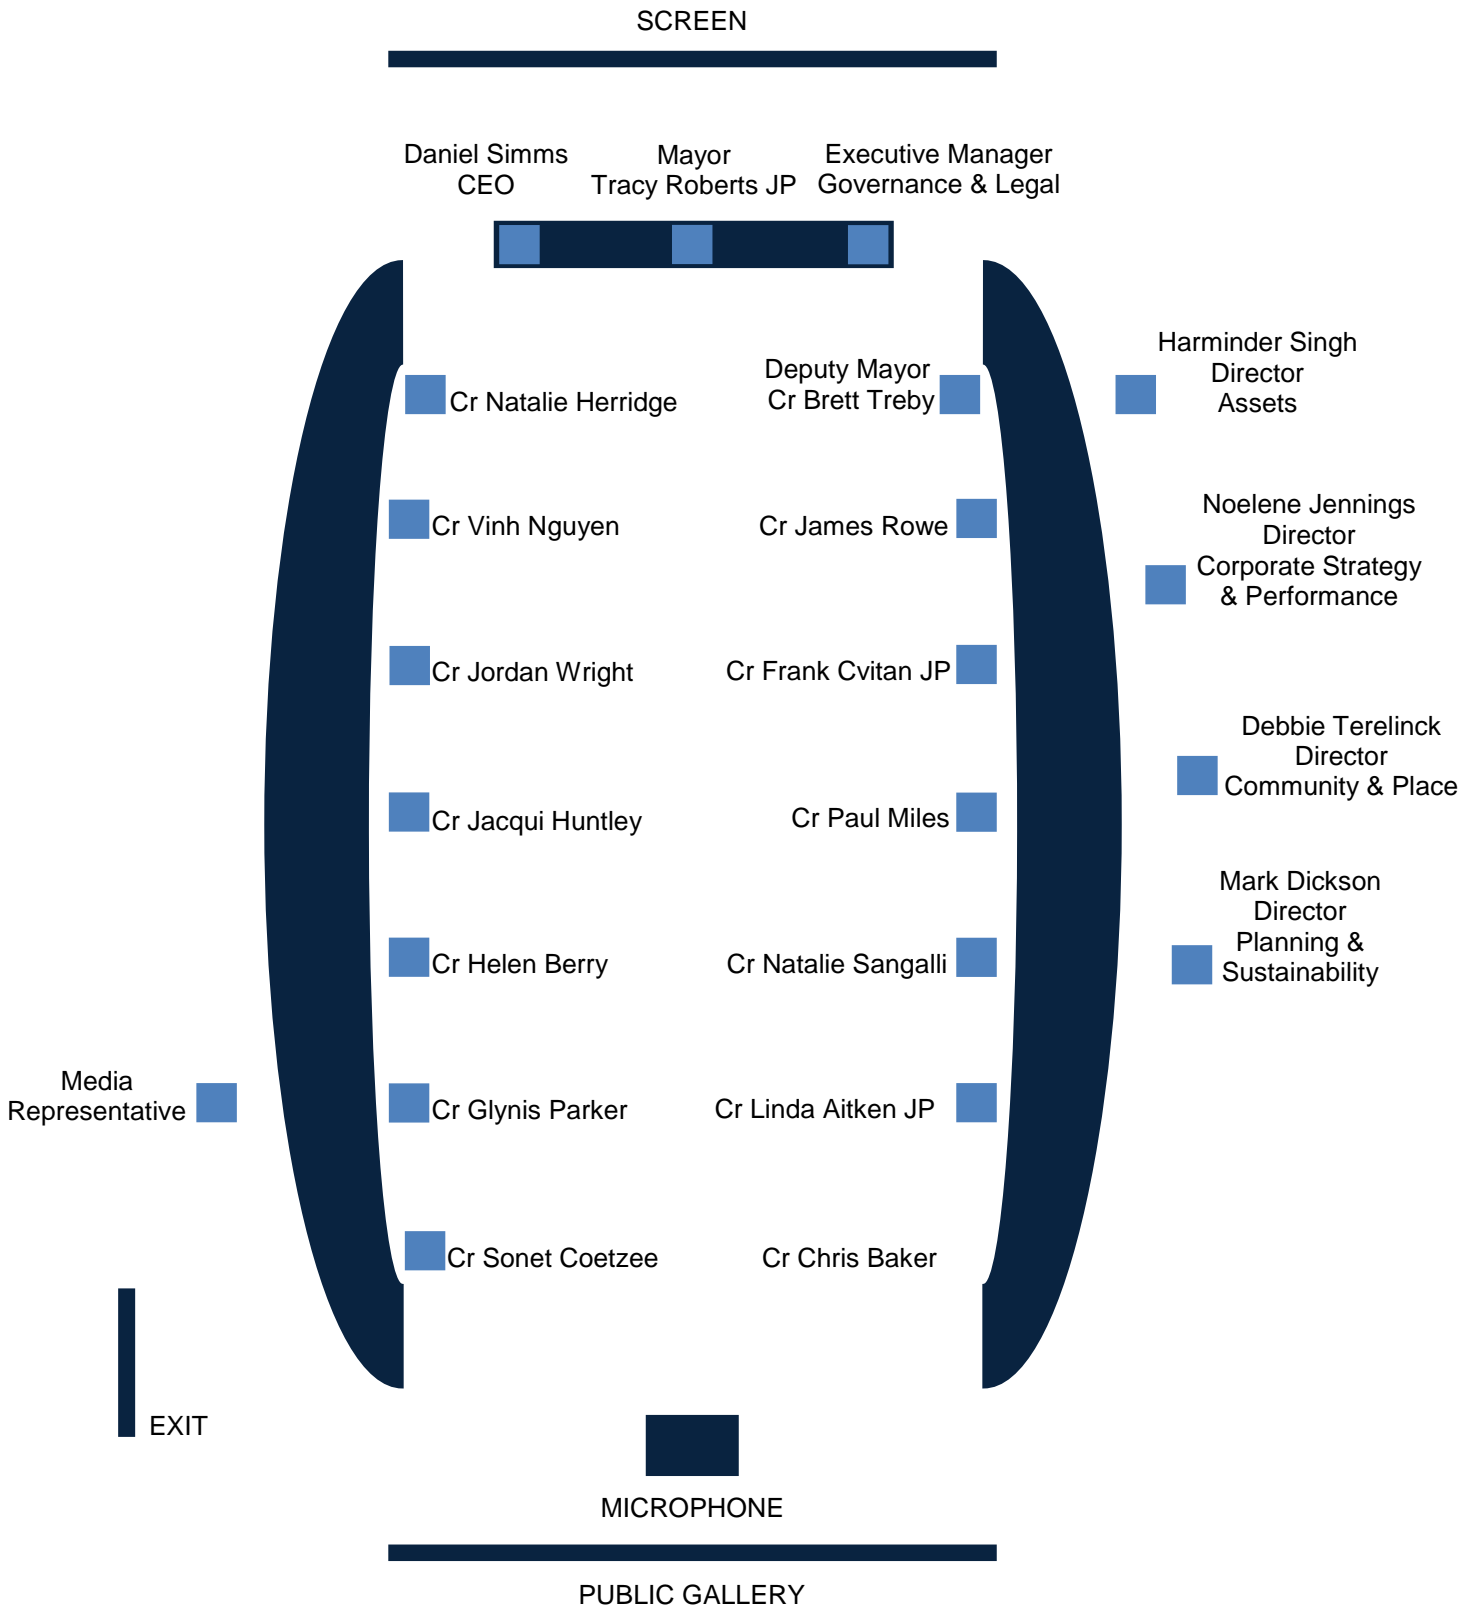 SCREEN
Daniel Simms
CEO
Mayor
Tracy Roberts JP
Executive Manager
Governance & Legal
Cr Natalie Herridge
Deputy Mayor
Cr Brett Treby
Harminder Singh
Director
Assets
Cr Vinh Nguyen
Cr James Rowe
Noelene Jennings
Director
Corporate Strategy
& Performance
Cr Jordan Wright
Cr Frank Cvitan JP
Debbie Terelinck
Director
Community & Place
Cr Jacqui Huntley
Cr Paul Miles
Mark Dickson
Director
Planning &
Sustainability
Cr Helen Berry
Cr Natalie Sangalli
Media
Representative
Cr Glynis Parker
Cr Linda Aitken JP
Cr Sonet Coetzee
Cr Chris Baker
EXIT
MICROPHONE
PUBLIC GALLERY